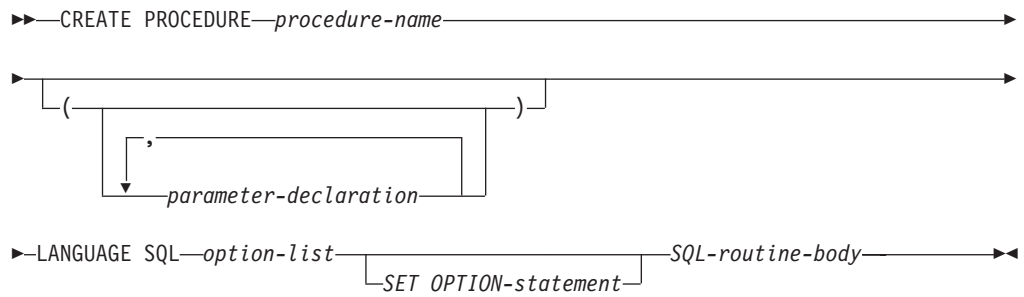 CREATE PROCEDURE procedure-name
( )
,
parameter-declaration
LANGUAGE SQL option-list SQL-routine-body
SET OPTION-statement